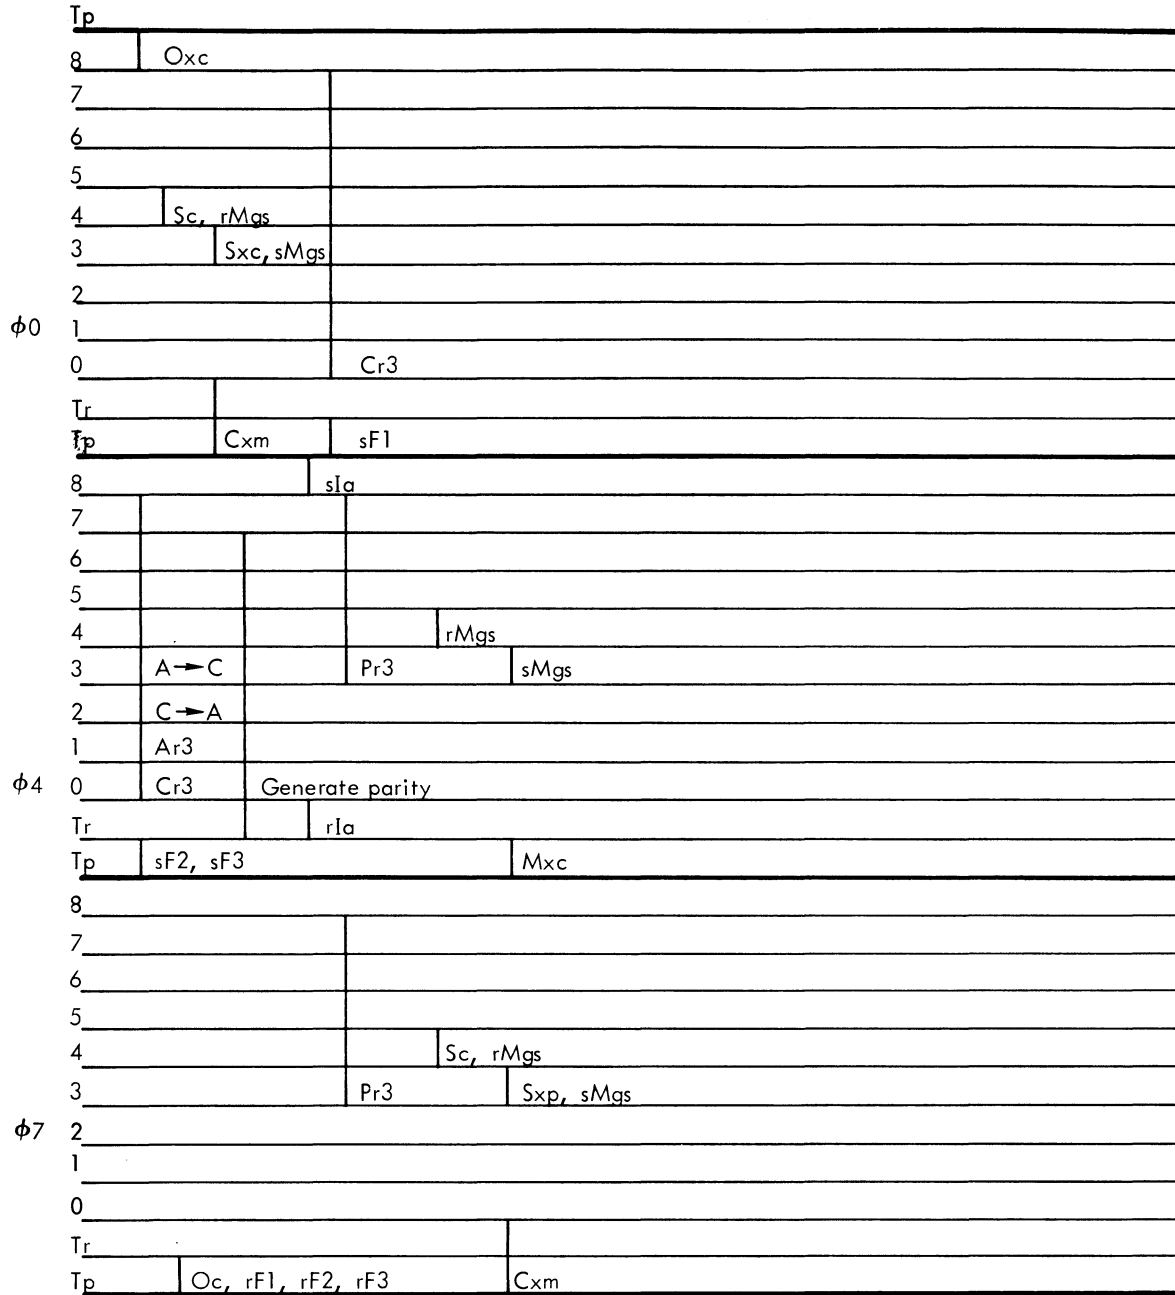 Tp
8 Oxc
7
6
5
4 Sc, rMgs
3 Sxc, sMgs
2
ϕ0 1
0 Cr3
Tr
Tp Cxm sF1
8 sIa
7
6
5
4 rMgs
3 A→C Pr3 sMgs
2 C→A
1 Ar3
ϕ4 0 Cr3 Generate parity
Tr rIa
Tp sF2, sF3 Mxc
8
7
6
5
4 Sc, rMgs
3 Pr3 Sxp, sMgs
ϕ7 2
1
0
Tr
Tp Oc, rF1, rF2, rF3 Cxm